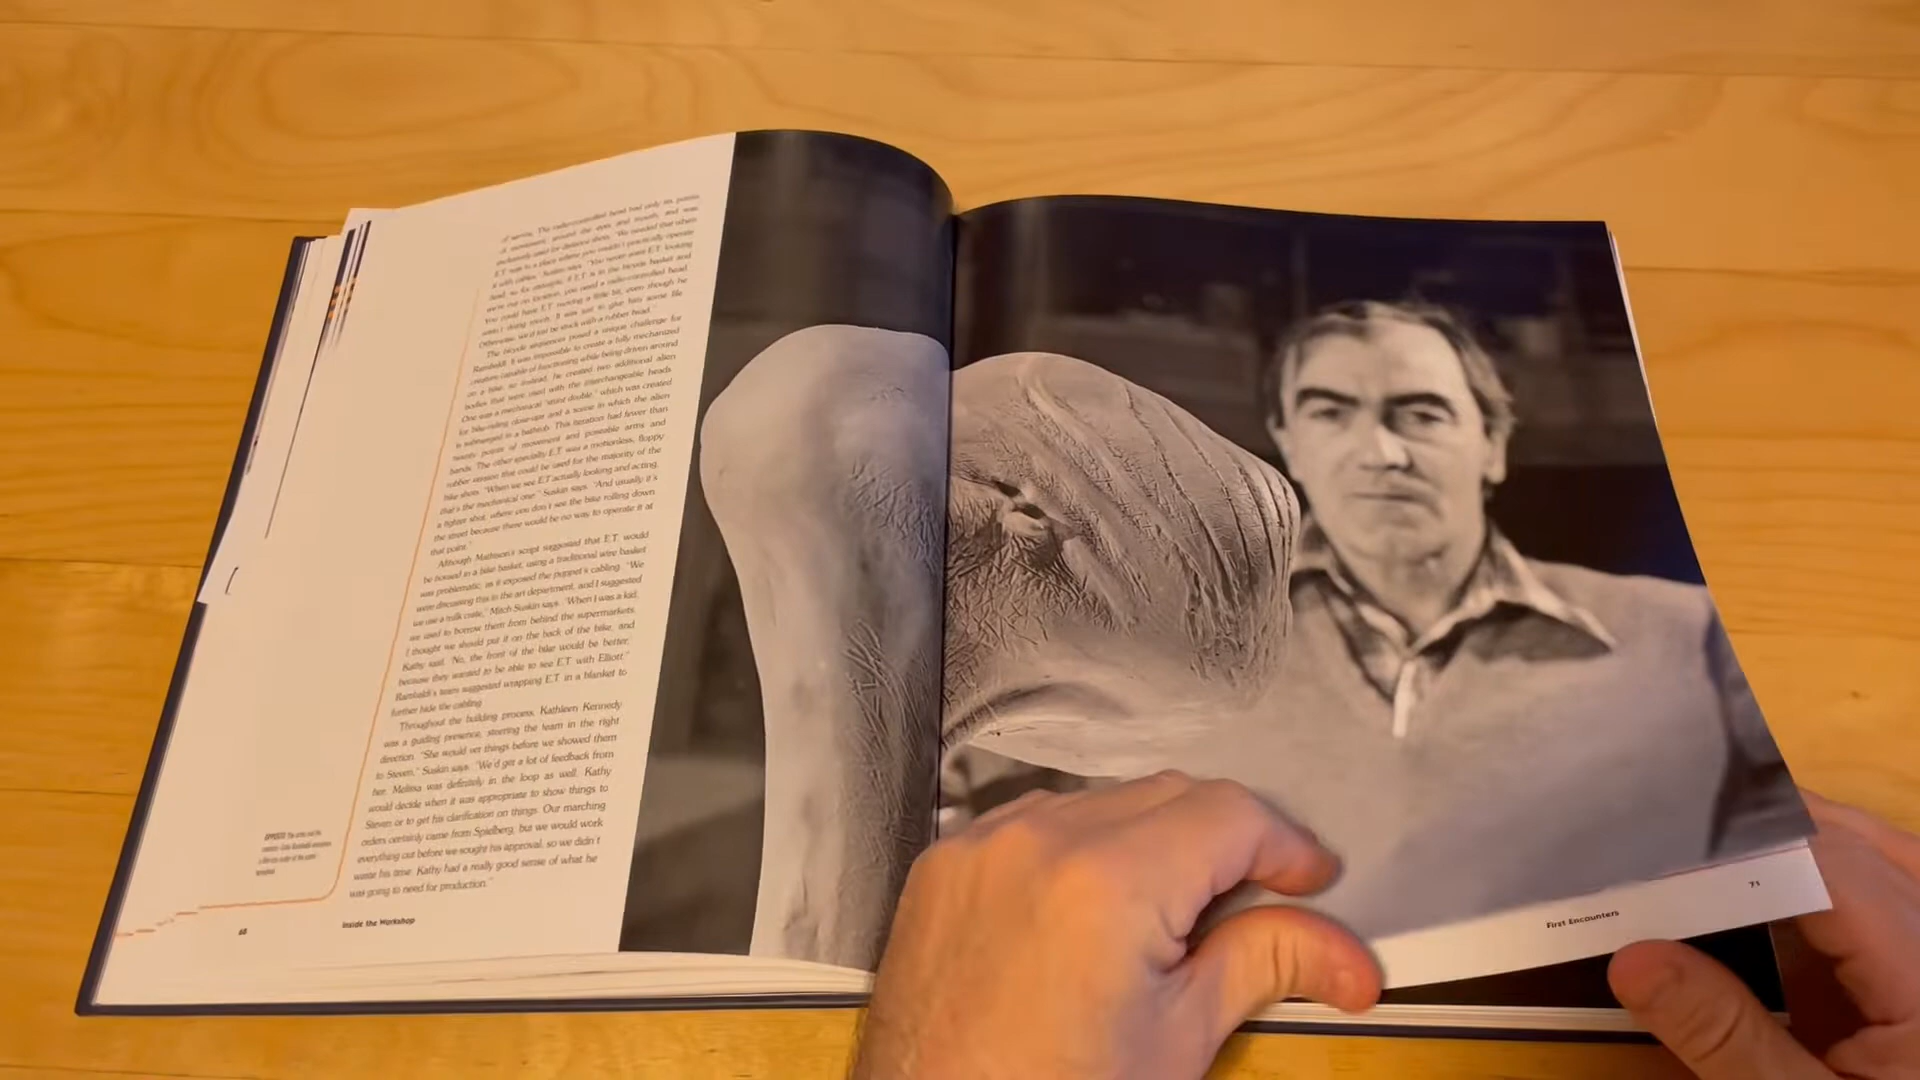 of servos. The radio-controlled head had only six points
of movement around the eyes and mouth, and was
exclusively used for distance shots. "We needed that when
E.T. was in a place where you couldn't practically operate
it with cables," Suskin says. "You never want E.T. looking
dead, so for example, if E.T. is in the bicycle basket and
we're out on location, you need a radio-controlled head.
You could have E.T. moving a little bit, even though he
wasn't doing much. It was just to give him some life.
Otherwise, we'd just be stuck with a rubber head."
The bicycle sequences posed a unique challenge for
Rambaldi. It was impossible to create a fully mechanized
creature capable of functioning while being driven around
on a bike, so instead, he created two additional alien
bodies that were used with the interchangeable heads.
One was a mechanical "stunt double," which was created
for bike-riding close-ups and a scene in which the alien
is submerged in a bathtub. This iteration had fewer than
twenty points of movement and poseable arms and
hands. The other specialty E.T. was a motionless, floppy
rubber version that could be used for the majority of the
bike shots. "When we see E.T. actually looking and acting,
that's the mechanical one," Suskin says. "And usually it's
a tighter shot, where you don't see the bike rolling down
the street because there would be no way to operate it at
that point."
Although Mathison's script suggested that E.T. would
be housed in a bike basket, using a traditional wire basket
was problematic, as it exposed the puppet's cabling. "We
were discussing this in the art department, and I suggested
we use a milk crate," Mitch Suskin says. "When I was a kid,
we used to borrow them from behind the supermarkets.
I thought we should put it on the back of the bike, and
Kathy said, 'No, the front of the bike would be better,'
because they wanted to be able to see E.T. with Elliott."
Rambaldi's team suggested wrapping E.T. in a blanket to
further hide the cabling.
Throughout the building process, Kathleen Kennedy
was a guiding presence, steering the team in the right
direction. "She would vet things before we showed them
to Steven," Suskin says. "We'd get a lot of feedback from
her. Melissa was definitely in the loop as well. Kathy
would decide when it was appropriate to show things to
Steven or to get his clarification on things. Our marching
orders certainly came from Spielberg, but we would work
everything out before we sought his approval, so we didn't
waste his time. Kathy had a really good sense of what he
was going to need for production."
OPPOSITE
68
Inside the Workshop
First Encounters
71